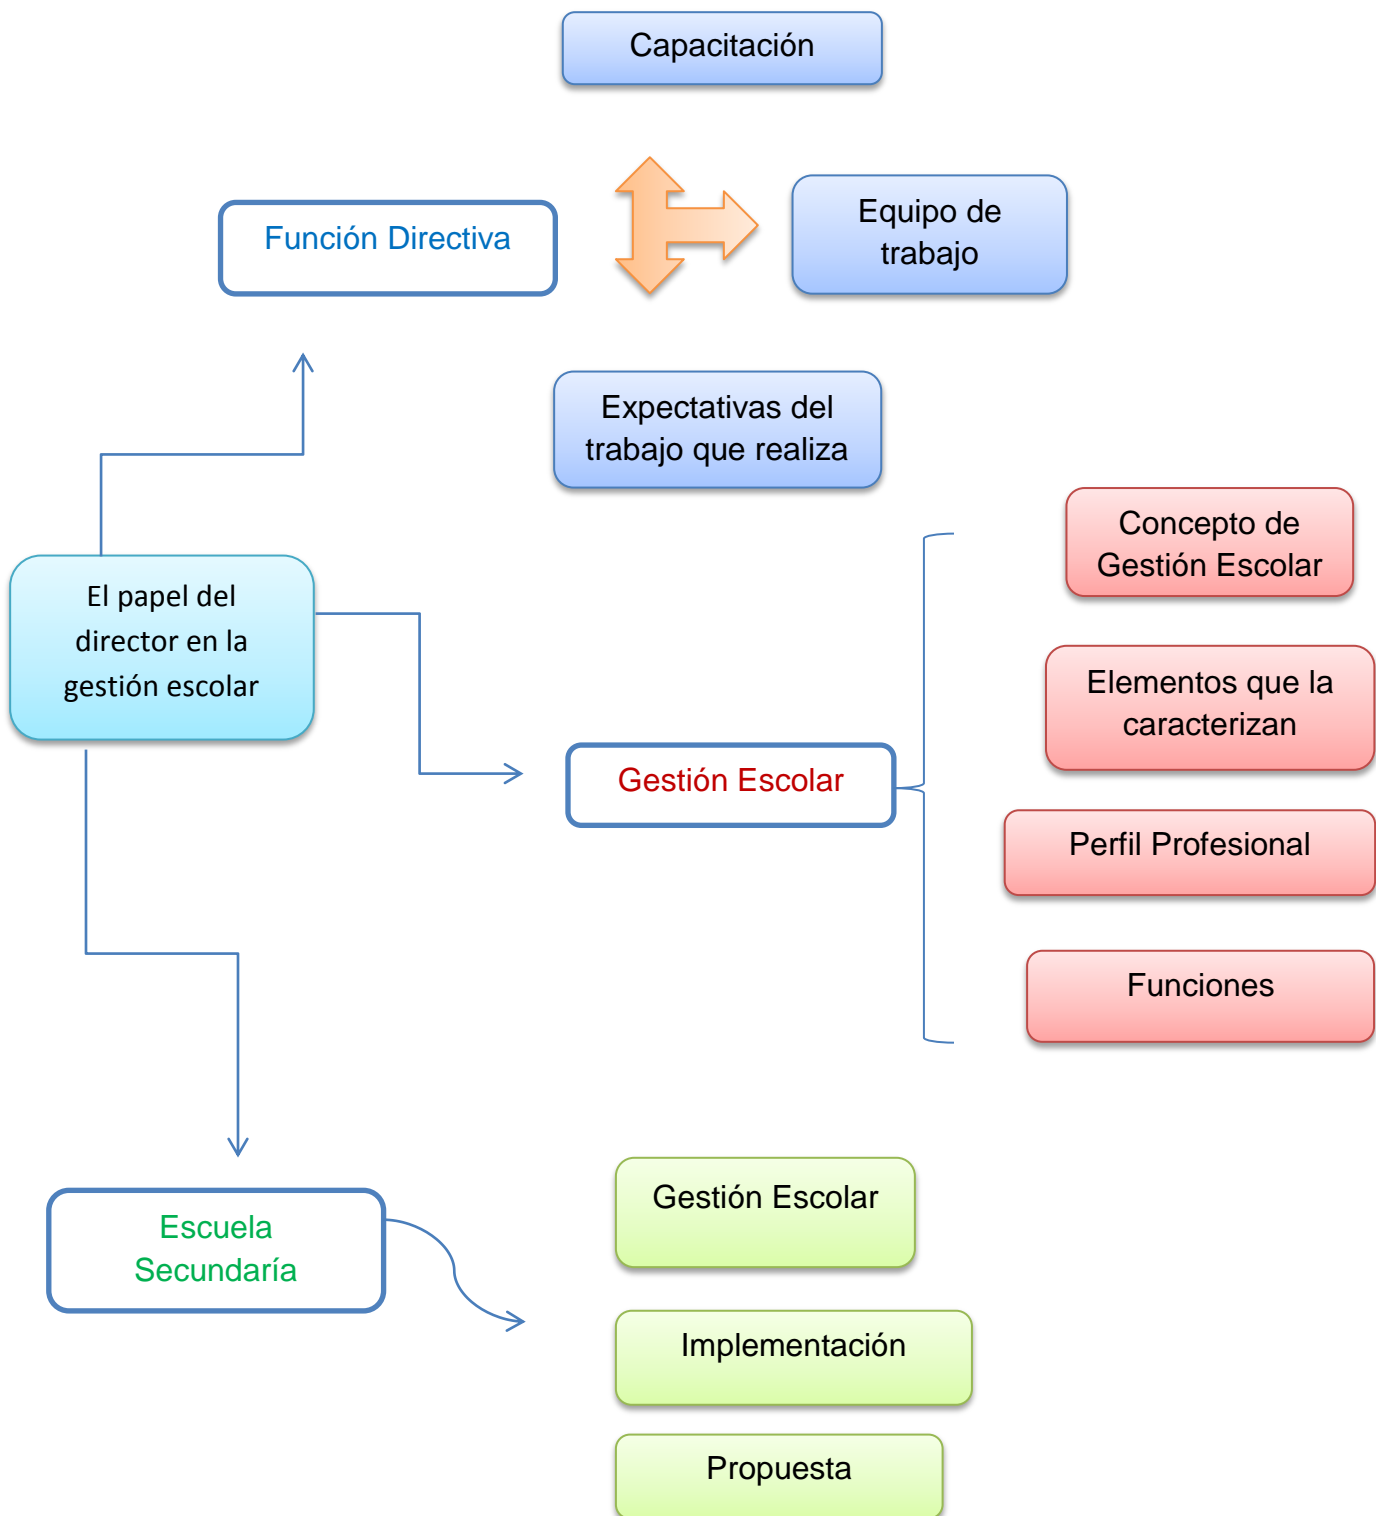 Capacitación
Función Directiva
Equipo de
trabajo
Expectativas del
trabajo que realiza
Concepto de
Gestión Escolar
El papel del
director en la
gestión escolar
Elementos que la
caracterizan
Gestión Escolar
Perfil Profesional
Funciones
Escuela
Secundaría
Gestión Escolar
Implementación
Propuesta